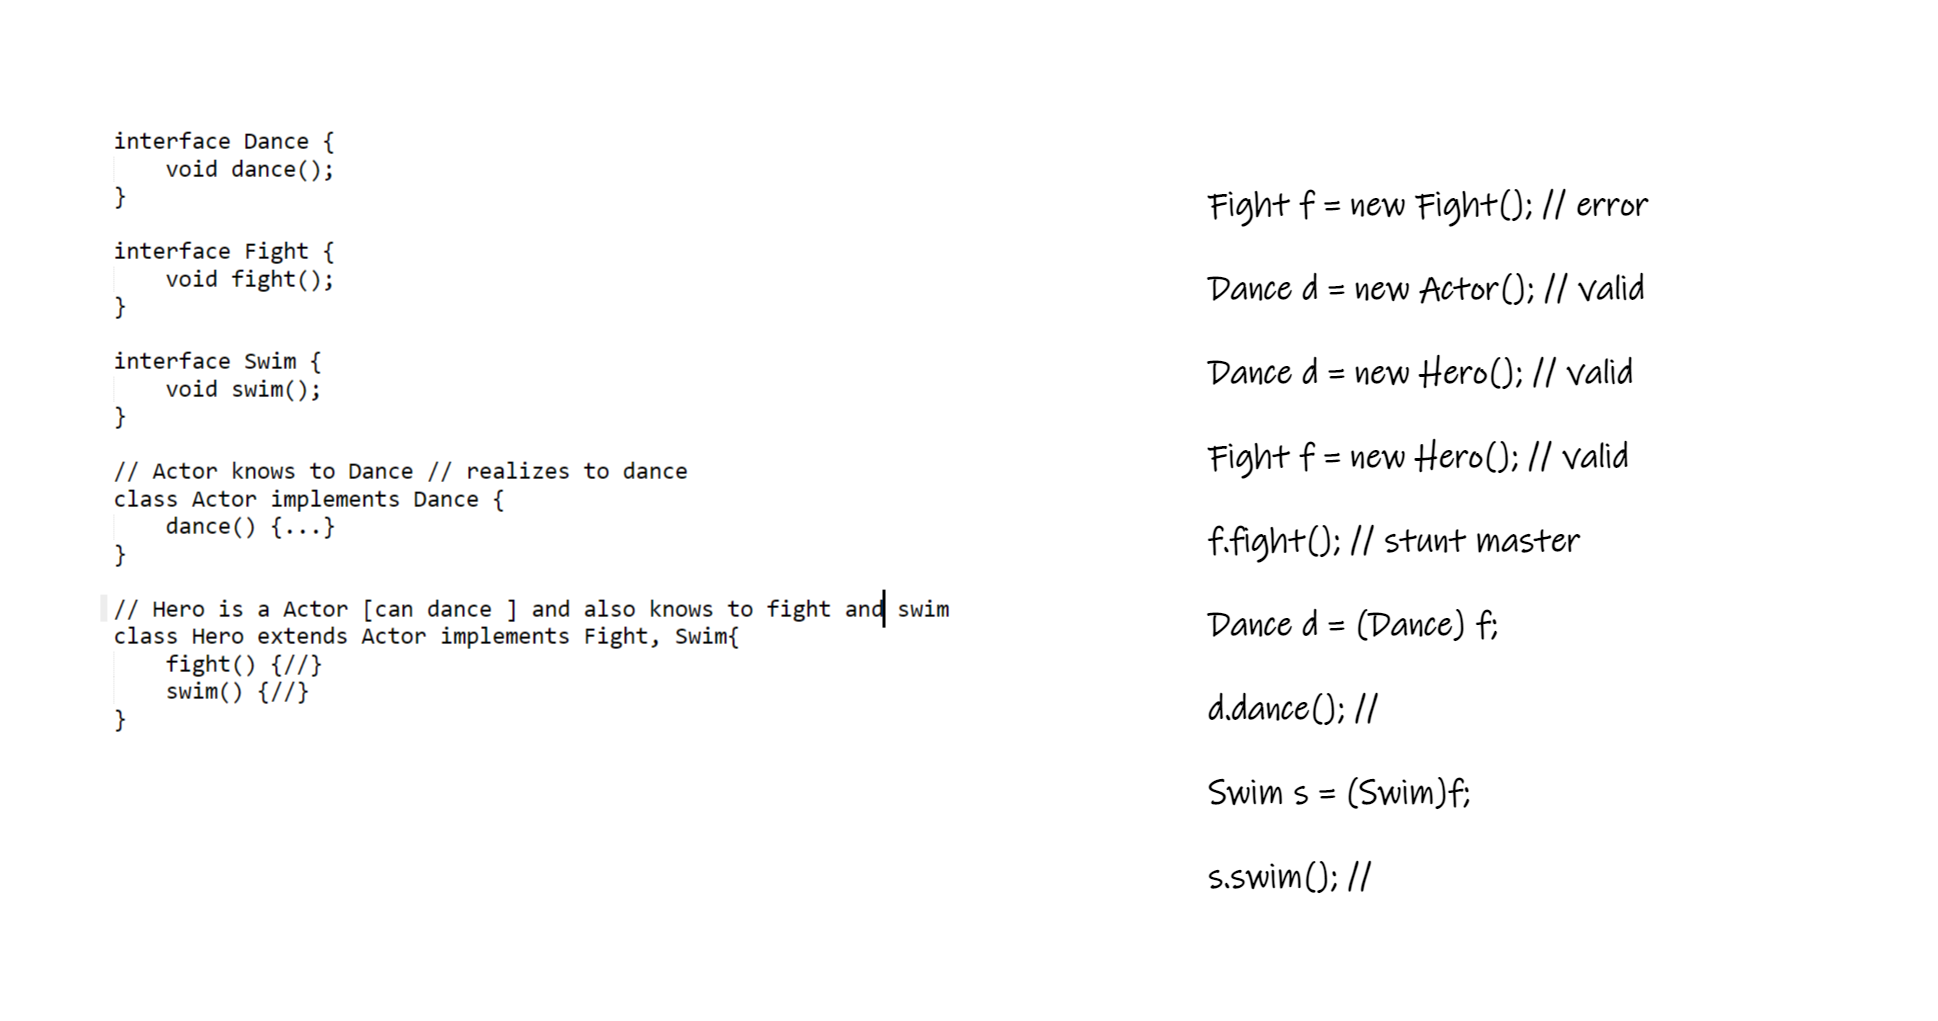 interface Dance {
    void dance();
}
interface Fight {
    void fight();
}
interface Swim {
    void swim();
}
// Actor knows to Dance // realizes to dance
class Actor implements Dance {
    dance() {...}
}
// Hero is a Actor [can dance ] and also knows to fight and swim
class Hero extends Actor implements Fight, Swim{
    fight() {//}
    swim() {//}
}
Fight f = new Fight(); // error
Dance d = new Actor(); // valid
Dance d = new Hero(); // valid
Fight f = new Hero(); // valid
f.fight(); // stunt master
Dance d = (Dance) f;
d.dance(); //
Swim s = (Swim)f;
s.swim(); //